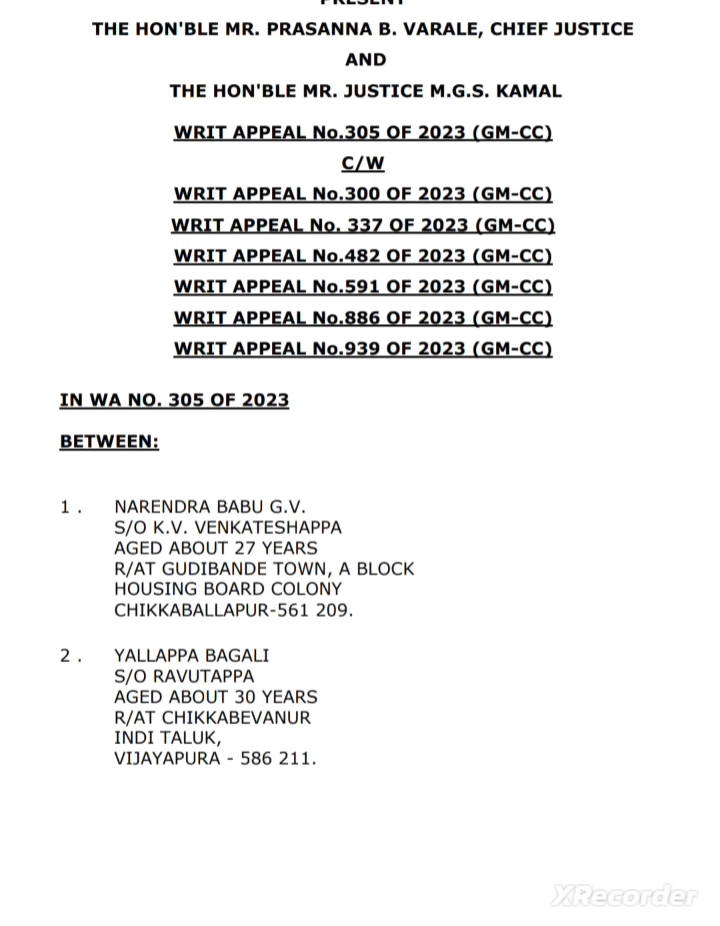 PRESENT
THE HON'BLE MR. PRASANNA B. VARALE, CHIEF JUSTICE
AND
THE HON'BLE MR. JUSTICE M.G.S. KAMAL
WRIT APPEAL No.305 OF 2023 (GM-CC)
C/W
WRIT APPEAL No.300 OF 2023 (GM-CC)
WRIT APPEAL No. 337 OF 2023 (GM-CC)
WRIT APPEAL No.482 OF 2023 (GM-CC)
WRIT APPEAL No.591 OF 2023 (GM-CC)
WRIT APPEAL No.886 OF 2023 (GM-CC)
WRIT APPEAL No.939 OF 2023 (GM-CC)
IN WA NO. 305 OF 2023
BETWEEN:
1 . NARENDRA BABU G.V.
S/O K.V. VENKATESHAPPA
AGED ABOUT 27 YEARS
R/AT GUDIBANDE TOWN, A BLOCK
HOUSING BOARD COLONY
CHIKKABALLAPUR-561 209.
2 . YALLAPPA BAGALI
S/O RAVUTAPPA
AGED ABOUT 30 YEARS
R/AT CHIKKABEVANUR
INDI TALUK,
VIJAYAPURA - 586 211.
XRecorder